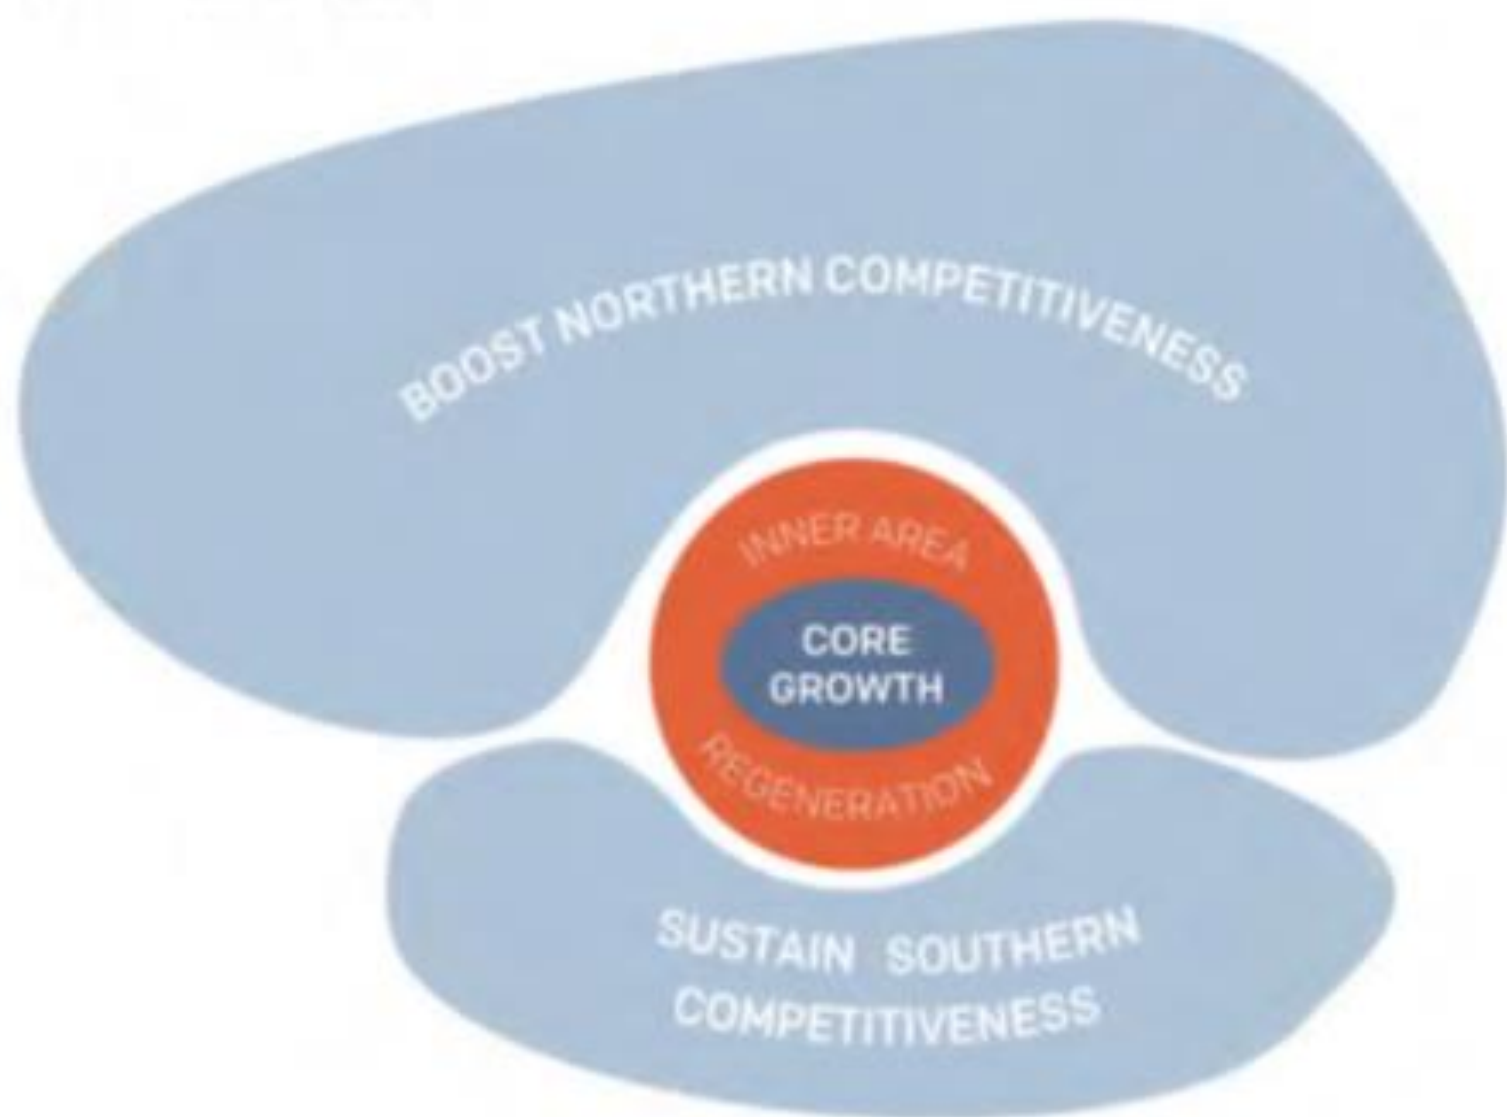 BOOST NORTHERN COMPETITIVENESS
INNER AREA
CORE
GROWTH
REGENERATION
SUSTAIN SOUTHERN
COMPETITIVENESS